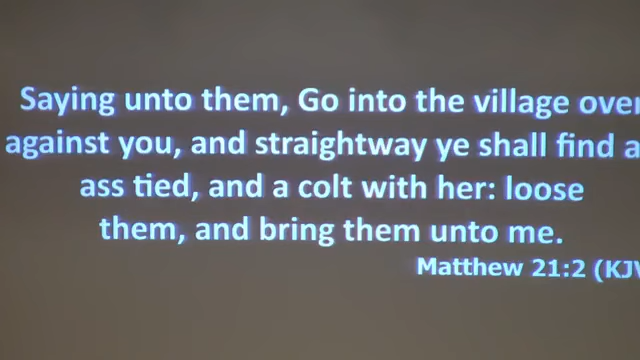 Saying unto them, Go into the village over
against you, and straightway ye shall find a
ass tied, and a colt with her: loose
them, and bring them unto me.
Matthew 21:2 (KJV